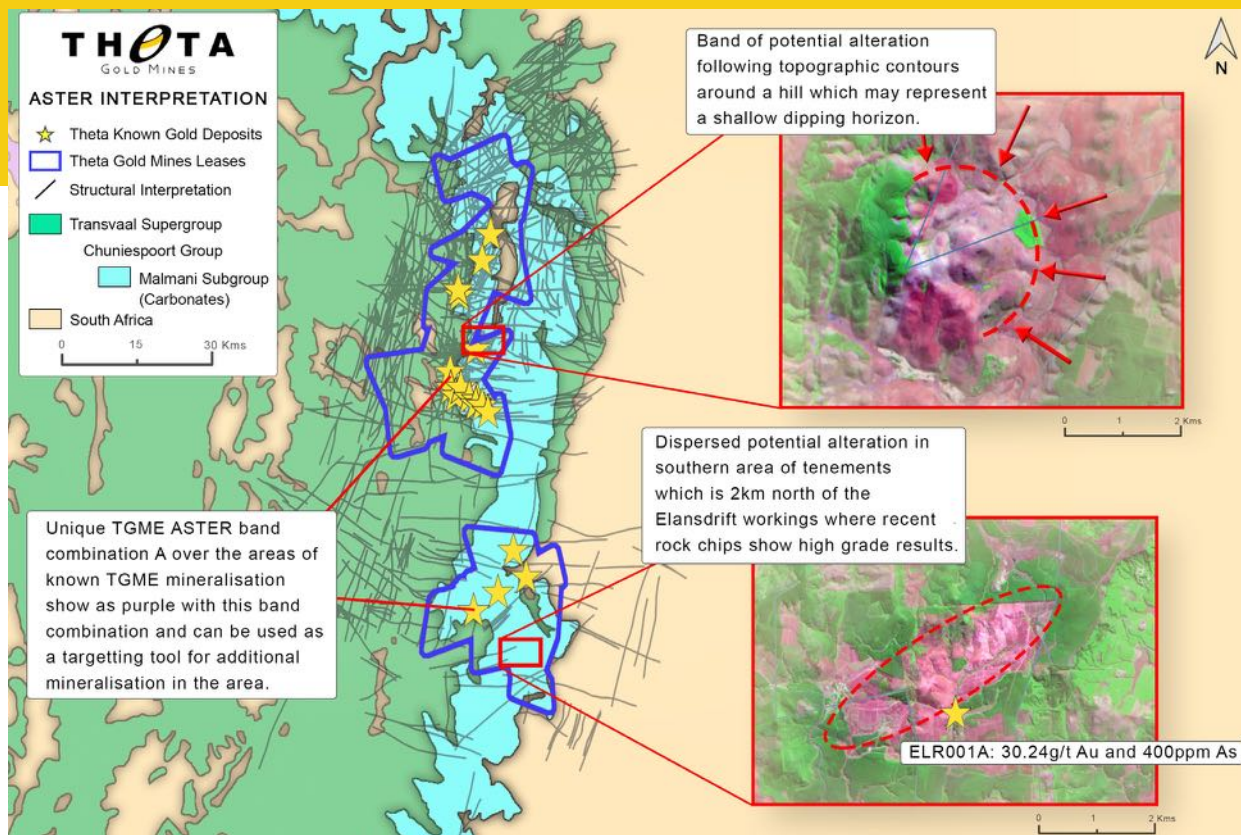 THETA
GOLD MINES
ASTER INTERPRETATION
Theta Known Gold Deposits
Theta Gold Mines Leases
Structural Interpretation
Transvaal Supergroup
Chuniespoort Group
Malmani Subgroup
(Carbonates)
South Africa
0 15 30 Kms
Band of potential alteration
following topographic contours
around a hill which may represent
a shallow dipping horizon.
N
0 1 2 Kms
Dispersed potential alteration in
southern area of tenements
which is 2km north of the
Elansdrift workings where recent
rock chips show high grade results.
Unique TGME ASTER band
combination A over the areas of
known TGME mineralisation
show as purple with this band
combination and can be used as
a targetting tool for additional
mineralisation in the area.
ELR001A: 30.24g/t Au and 400ppm As
0 1 2 Kms